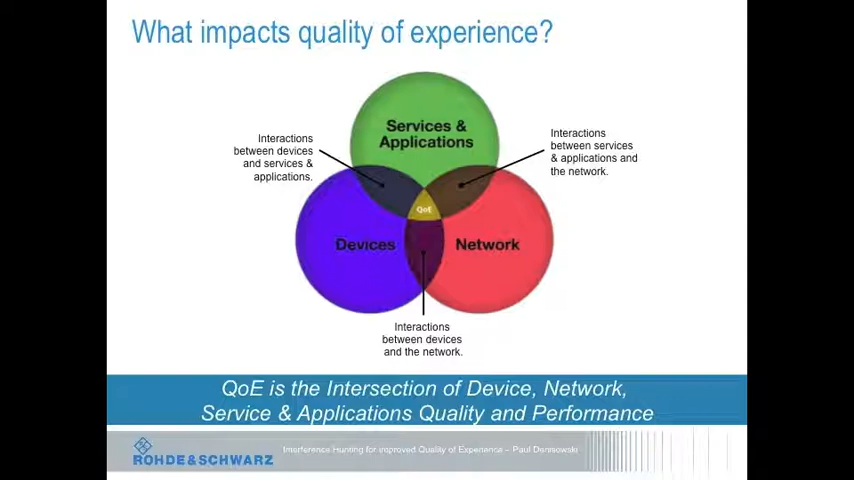 What impacts quality of experience?
Services &
Applications
Interactions
between devices
and services &
applications.
Interactions
between services
& applications and
the network.
QoE
Devices
Network
Interactions
between devices
and the network.
QoE is the Intersection of Device, Network,
Service & Applications Quality and Performance
ROHDE&SCHWARZ
Interference Hunting for Improved Quality of Experience – Paul Denisowski